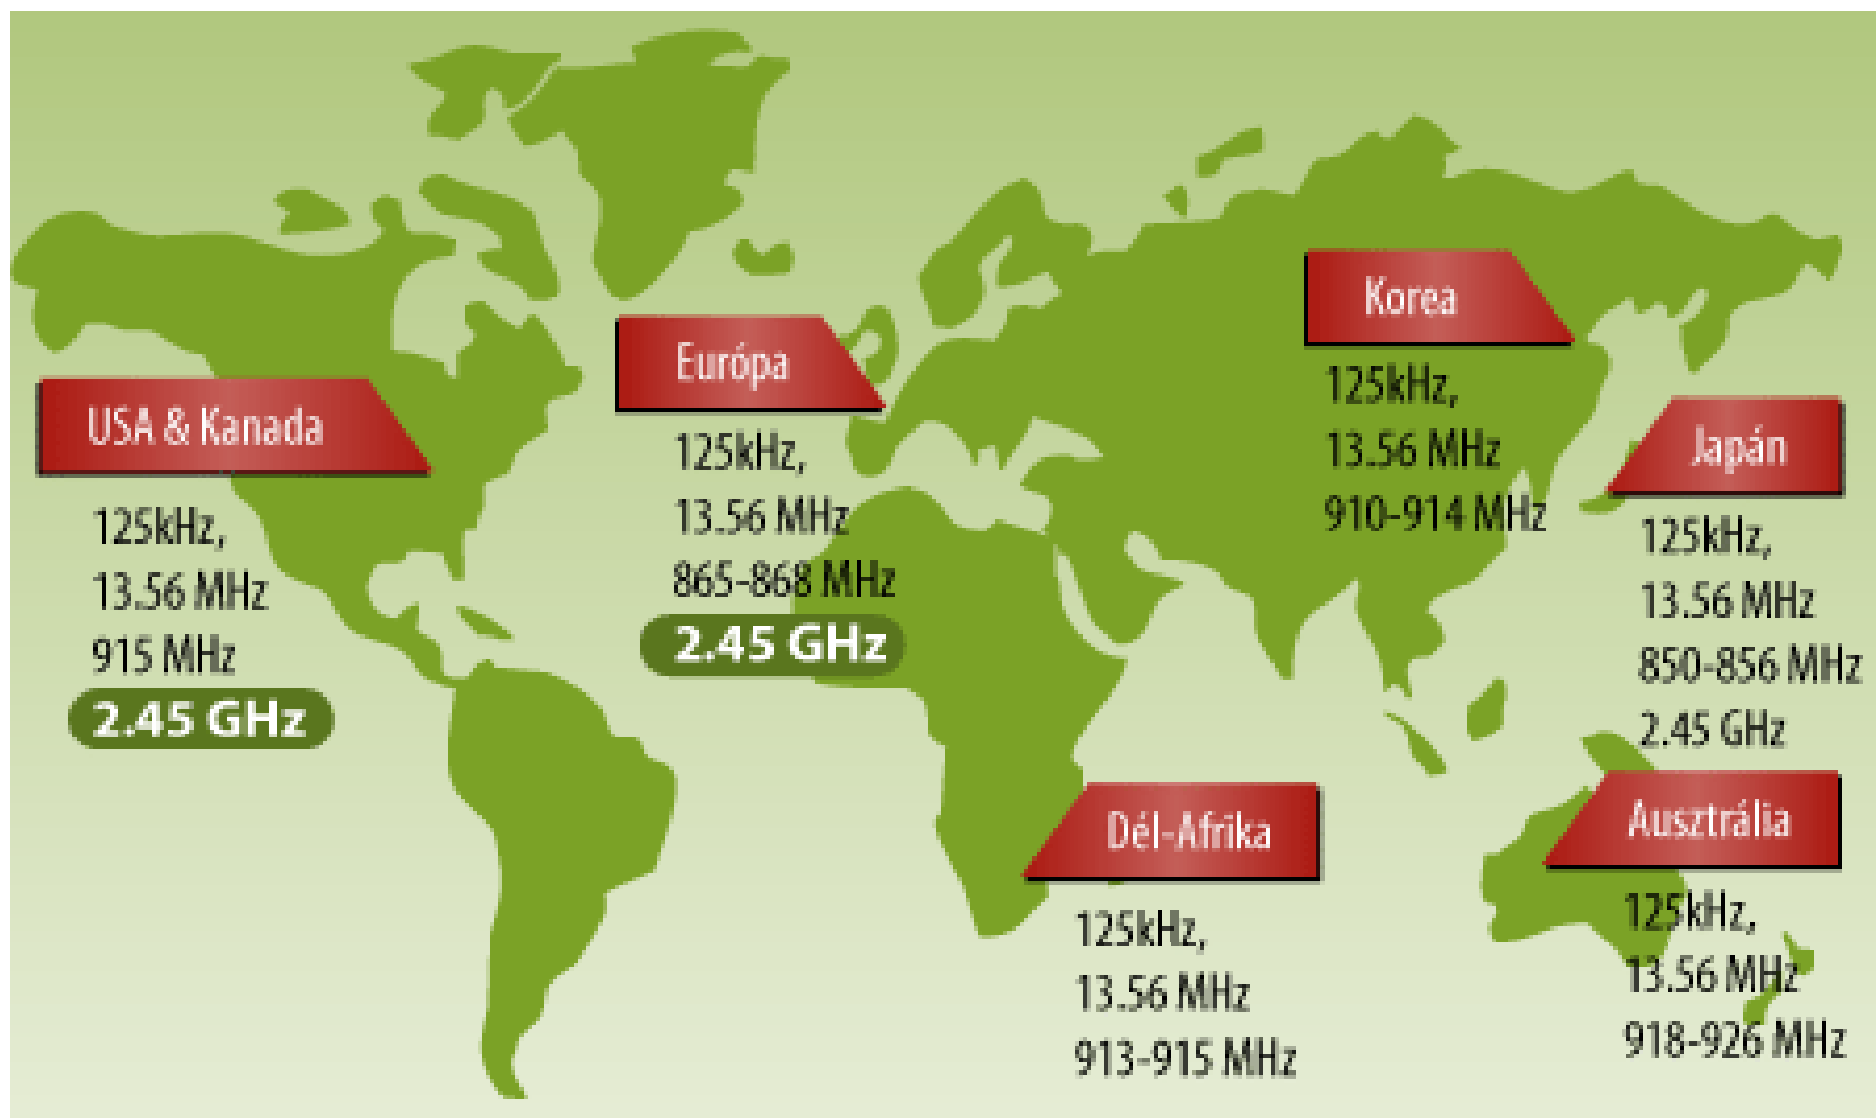 USA & Kanada
125kHz,
13.56 MHz
915 MHz
2.45 GHz
Európa
125kHz,
13.56 MHz
865-868 MHz
2.45 GHz
Korea
125kHz,
13.56 MHz
910-914 MHz
Japán
125kHz,
13.56 MHz
850-856 MHz
2.45 GHz
Dél-Afrika
125kHz,
13.56 MHz
913-915 MHz
Ausztrália
125kHz,
13.56 MHz
918-926 MHz